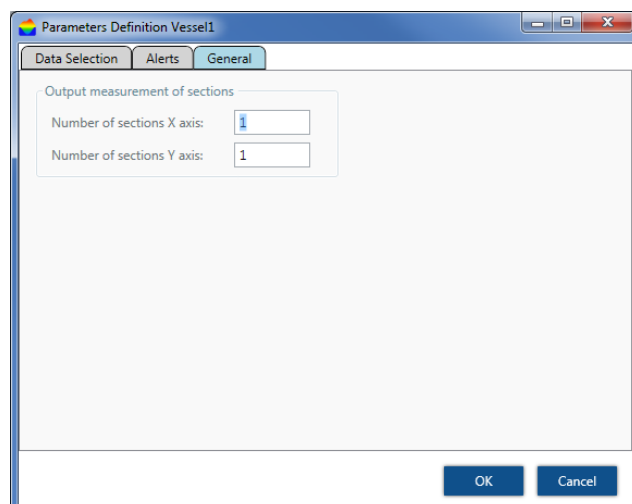 Parameters Definition Vessel1
Data Selection Alerts General
Output measurement of sections
Number of sections X axis: 1
Number of sections Y axis: 1
OK Cancel